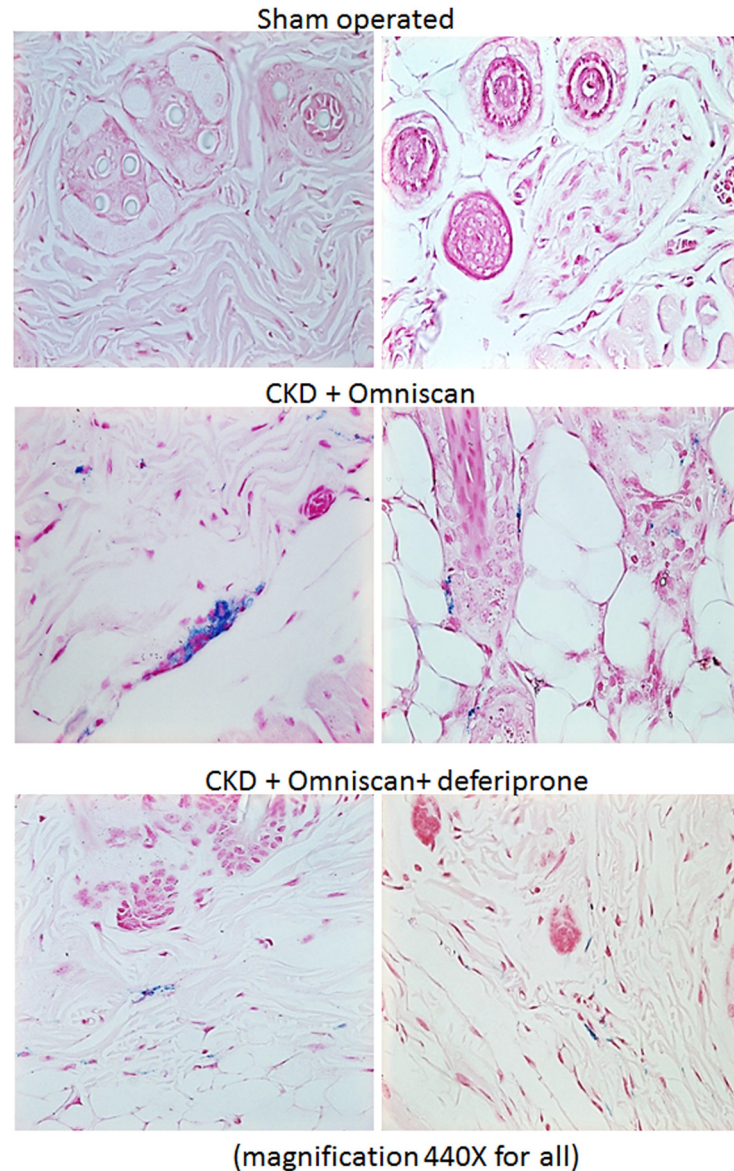 Sham operated
CKD + Omniscan
CKD + Omniscan+ deferiprone
(magnification 440X for all)